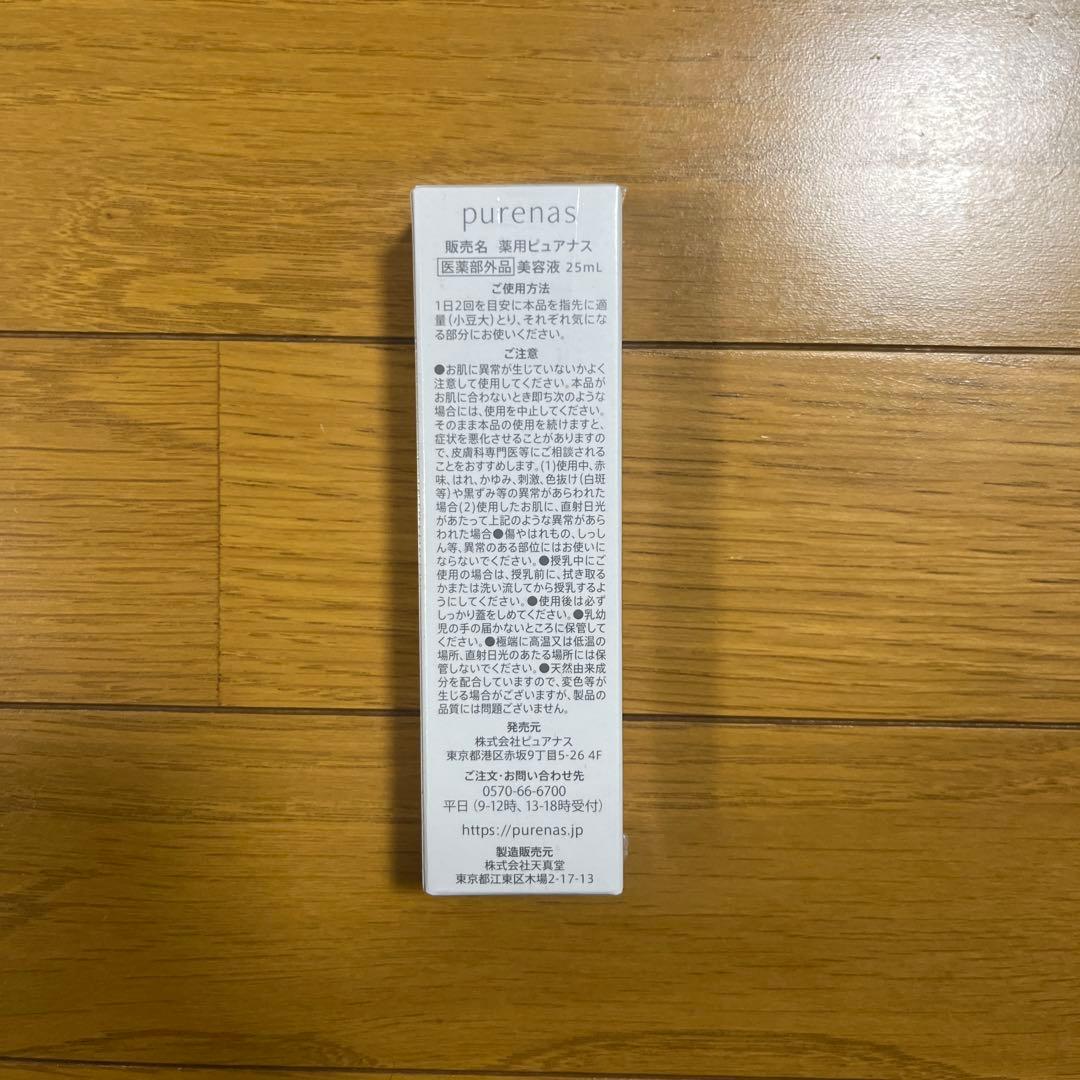 purenas
販売名 薬用ピュアナス
医薬部外品 美容液 25mL
ご使用方法
1日2回を目安に本品を指先に適
量(小豆大)とり、それぞれ気にな
る部分にお使いください。
ご注意
●お肌に異常が生じていないかよく
注意して使用してください。本品が
お肌に合わないとき即ち次のような
場合には、使用を中止してください。
そのまま本品の使用を続けますと、
症状を悪化させることがありますの
で、皮膚科専門医等にご相談される
ことをおすすめします。(1)使用中、赤
味、はれ、かゆみ、刺激、色抜け(白斑
等)や黒ずみ等の異常があらわれた
場合(2)使用したお肌に、直射日光
があたって上記のような異常があら
われた場合●傷やはれもの、しっし
ん等、異常のある部位にはお使いに
ならないでください。●授乳中にご
使用の場合は、授乳前に、拭き取る
かまたは洗い流してから授乳するよ
うにしてください。●使用後は必ず
しっかり蓋をしめてください。●乳幼
児の手の届かないところに保管して
ください。●極端に高温又は低温の
場所、直射日光のあたる場所には保
管しないでください。●天然由来成
分を配合していますので、変色等が
生じる場合がございますが、製品の
品質には問題ございません。
発売元
株式会社ピュアナス
東京都港区赤坂9丁目5-26 4F
ご注文・お問い合わせ先
0570-66-6700
平日(9-12時、13-18時受付)
https://purenas.jp
製造販売元
株式会社天真堂
東京都江東区木場2-17-13